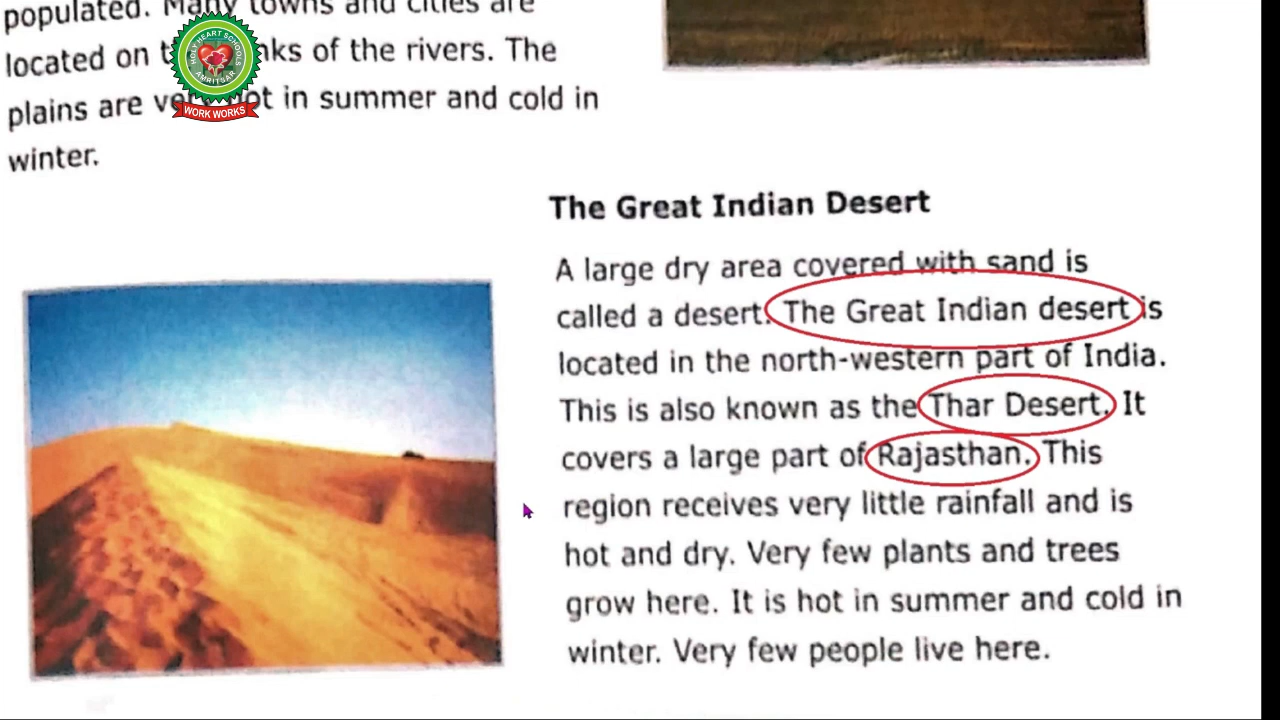 populated. Many towns and cities are
located on the banks of the rivers. The
plains are very hot in summer and cold in
winter.
HOLY HEART SCHOOLS
AMRITSAR
WORK WORKS
The Great Indian Desert
A large dry area covered with sand is
called a desert. The Great Indian desert is
located in the north-western part of India.
This is also known as the Thar Desert. It
covers a large part of Rajasthan. This
region receives very little rainfall and is
hot and dry. Very few plants and trees
grow here. It is hot in summer and cold in
winter. Very few people live here.